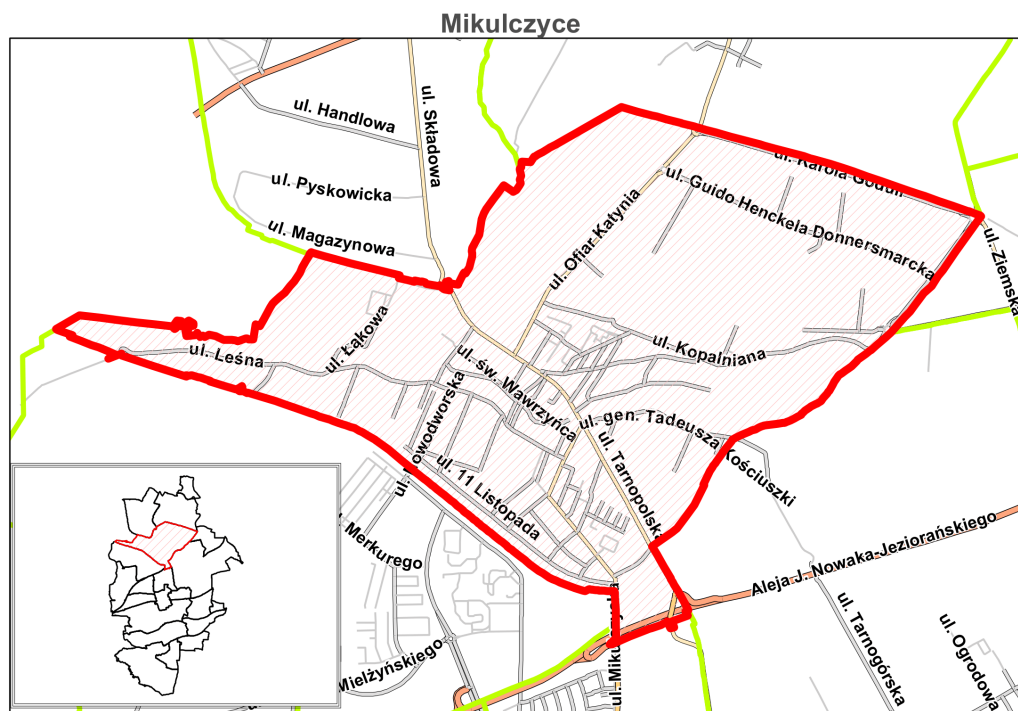 Mikulczyce
ul. Handlowa
ul. Składowa
ul. Karola Goduli
ul. Pyskowicka
ul. Guido Henckela Donnersmarcka
ul. Ofiar Katynia
ul. Magazynowa
ul. Ziemska
ul. Łąkowa
ul. Leśna
ul. Kopalniana
ul. św. Wawrzyńca
ul. Nowodworska
ul. gen. Tadeusza Kościuszki
ul. Tarnopolska
ul. 11 Listopada
Merkurego
Aleja J. Nowaka-Jeziorańskiego
ul. Tarnogórska
ul. Ogrodowa
Mielżyńskiego